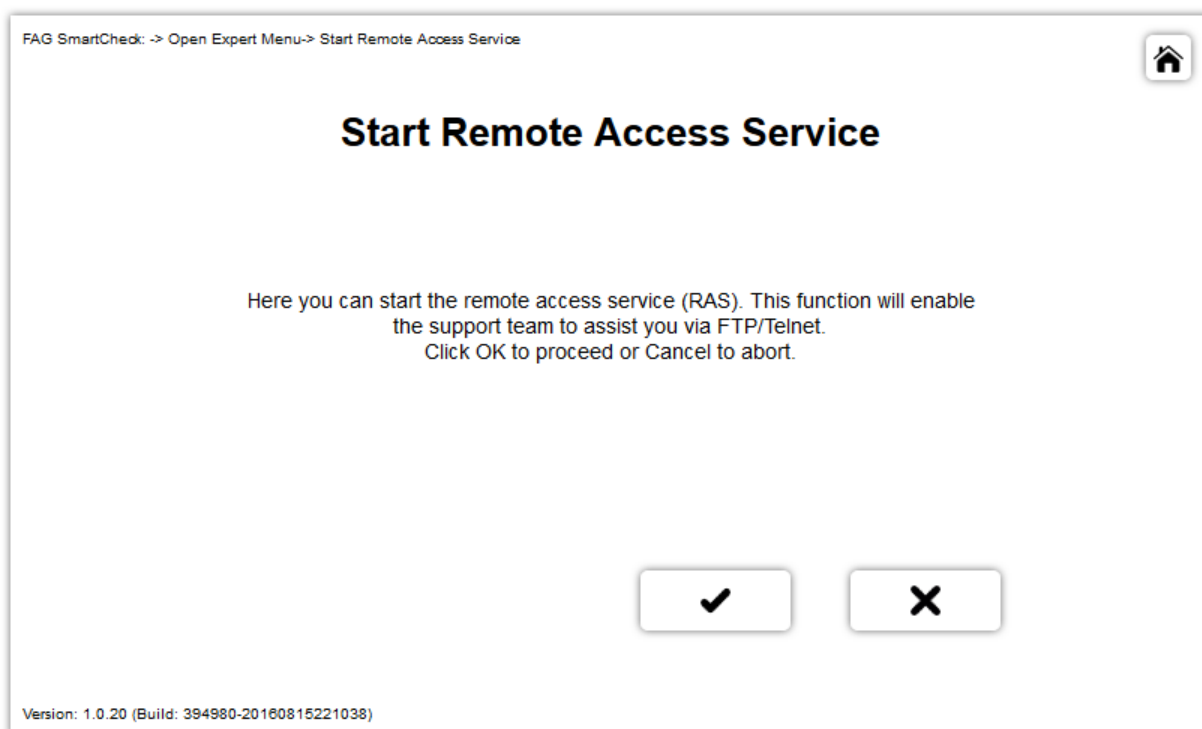 FAG SmartCheck: -> Open Expert Menu-> Start Remote Access Service
Start Remote Access Service
Here you can start the remote access service (RAS). This function will enable
the support team to assist you via FTP/Telnet.
Click OK to proceed or Cancel to abort.
Version: 1.0.20 (Build: 394980-20160815221038)